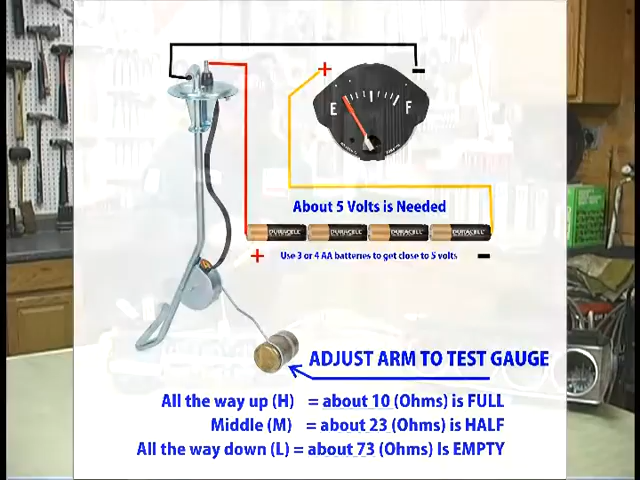 + -
E F
About 5 Volts is Needed
DURACELL DURACELL DURACELL DURACELL
+ Use 3 or 4 AA batteries to get close to 5 volts -
ADJUST ARM TO TEST GAUGE
All the way up (H) = about 10 (Ohms) is FULL
Middle (M) = about 23 (Ohms) is HALF
All the way down (L) = about 73 (Ohms) Is EMPTY